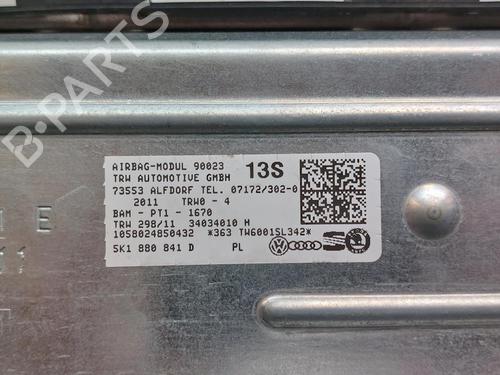 B-PARTS
AIRBAG-MODUL 90023 13S
TRW AUTOMOTIVE GMBH
73553 ALFDORF TEL. 07172/302-0
2011 TRW0 - 4
BAM - PT1 - 1670
TRW 298/11 34034010 H
1058024850432 *363 TW6001SL342*
5K1 880 841 D PL